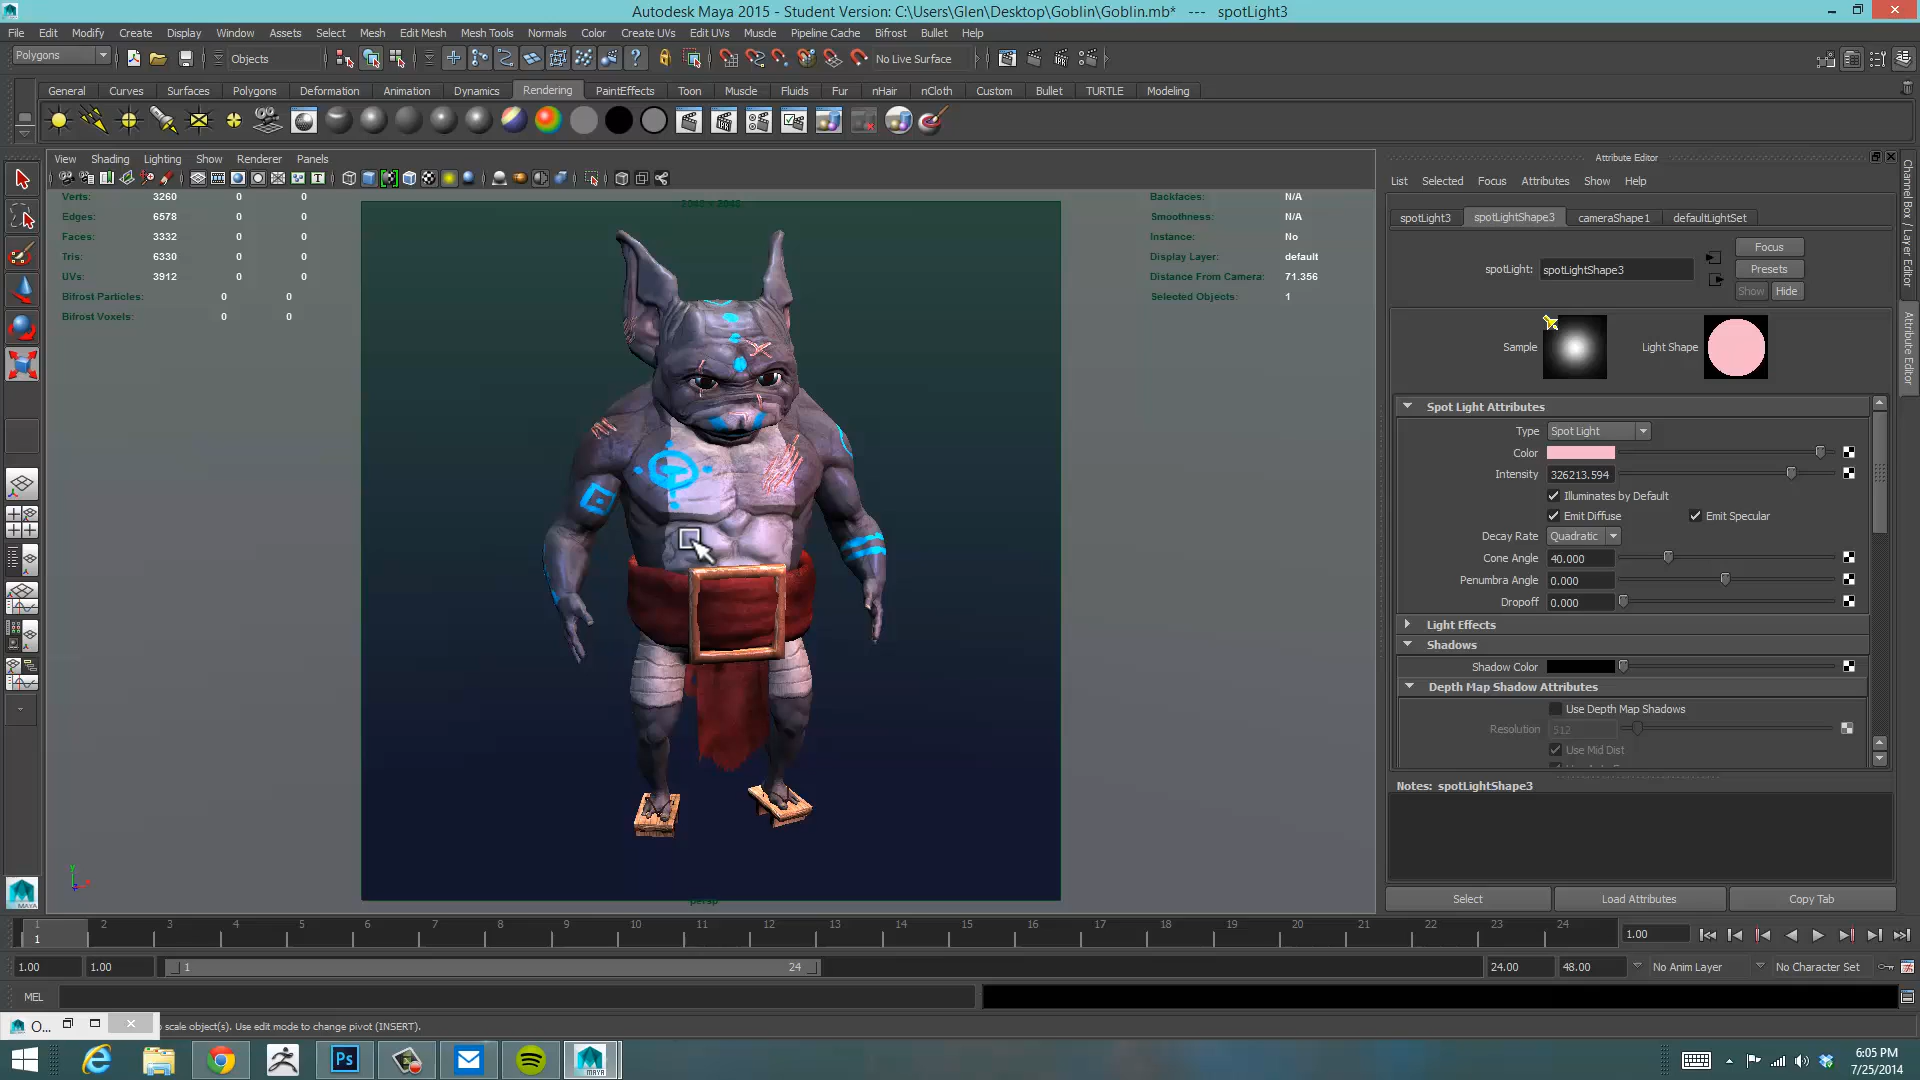 Autodesk Maya 2015 - Student Version: C:\Users\Glen\Desktop\Goblin\Goblin.mb* --- spotLight3
File Edit Modify Create Display Window Assets Select Mesh Edit Mesh Mesh Tools Normals Color Create UVs Edit UVs Muscle Pipeline Cache Bifrost Bullet Help
Polygons Objects No Live Surface
General Curves Surfaces Polygons Deformation Animation Dynamics Rendering PaintEffects Toon Muscle Fluids Fur nHair nCloth Custom Bullet TURTLE Modeling
View Shading Lighting Show Renderer Panels
Verts: 3260 0 0
Edges: 6578 0 0
Faces: 3332 0 0
Tris: 6330 0 0
UVs: 3912 0 0
Bifrost Particles: 0 0
Bifrost Voxels: 0 0
Backfaces: N/A
Smoothness: N/A
Instance: No
Display Layer: default
Distance From Camera: 71.356
Selected Objects: 1
persp
Attribute Editor
List Selected Focus Attributes Show Help
spotLight3 spotLightShape3 cameraShape1 defaultLightSet
Focus
spotLight: spotLightShape3
Presets
Show Hide
Sample Light Shape
Spot Light Attributes
Type Spot Light
Color
Intensity 326213.594
Illuminates by Default
Emit Diffuse Emit Specular
Decay Rate Quadratic
Cone Angle 40.000
Penumbra Angle 0.000
Dropoff 0.000
Light Effects
Shadows
Shadow Color
Depth Map Shadow Attributes
Use Depth Map Shadows
Resolution 512
Use Mid Dist
Notes: spotLightShape3
Select Load Attributes Copy Tab
Channel Box / Layer Editor
Attribute Editor
1 2 3 4 5 6 7 8 9 10 11 12 13 14 15 16 17 18 19 20 21 22 23 24
1 1.00
1.00 1.00 1 24 24.00 48.00 No Anim Layer No Character Set
MEL
O... scale object(s). Use edit mode to change pivot (INSERT).
Ps
MAYA
6:05 PM
7/25/2014